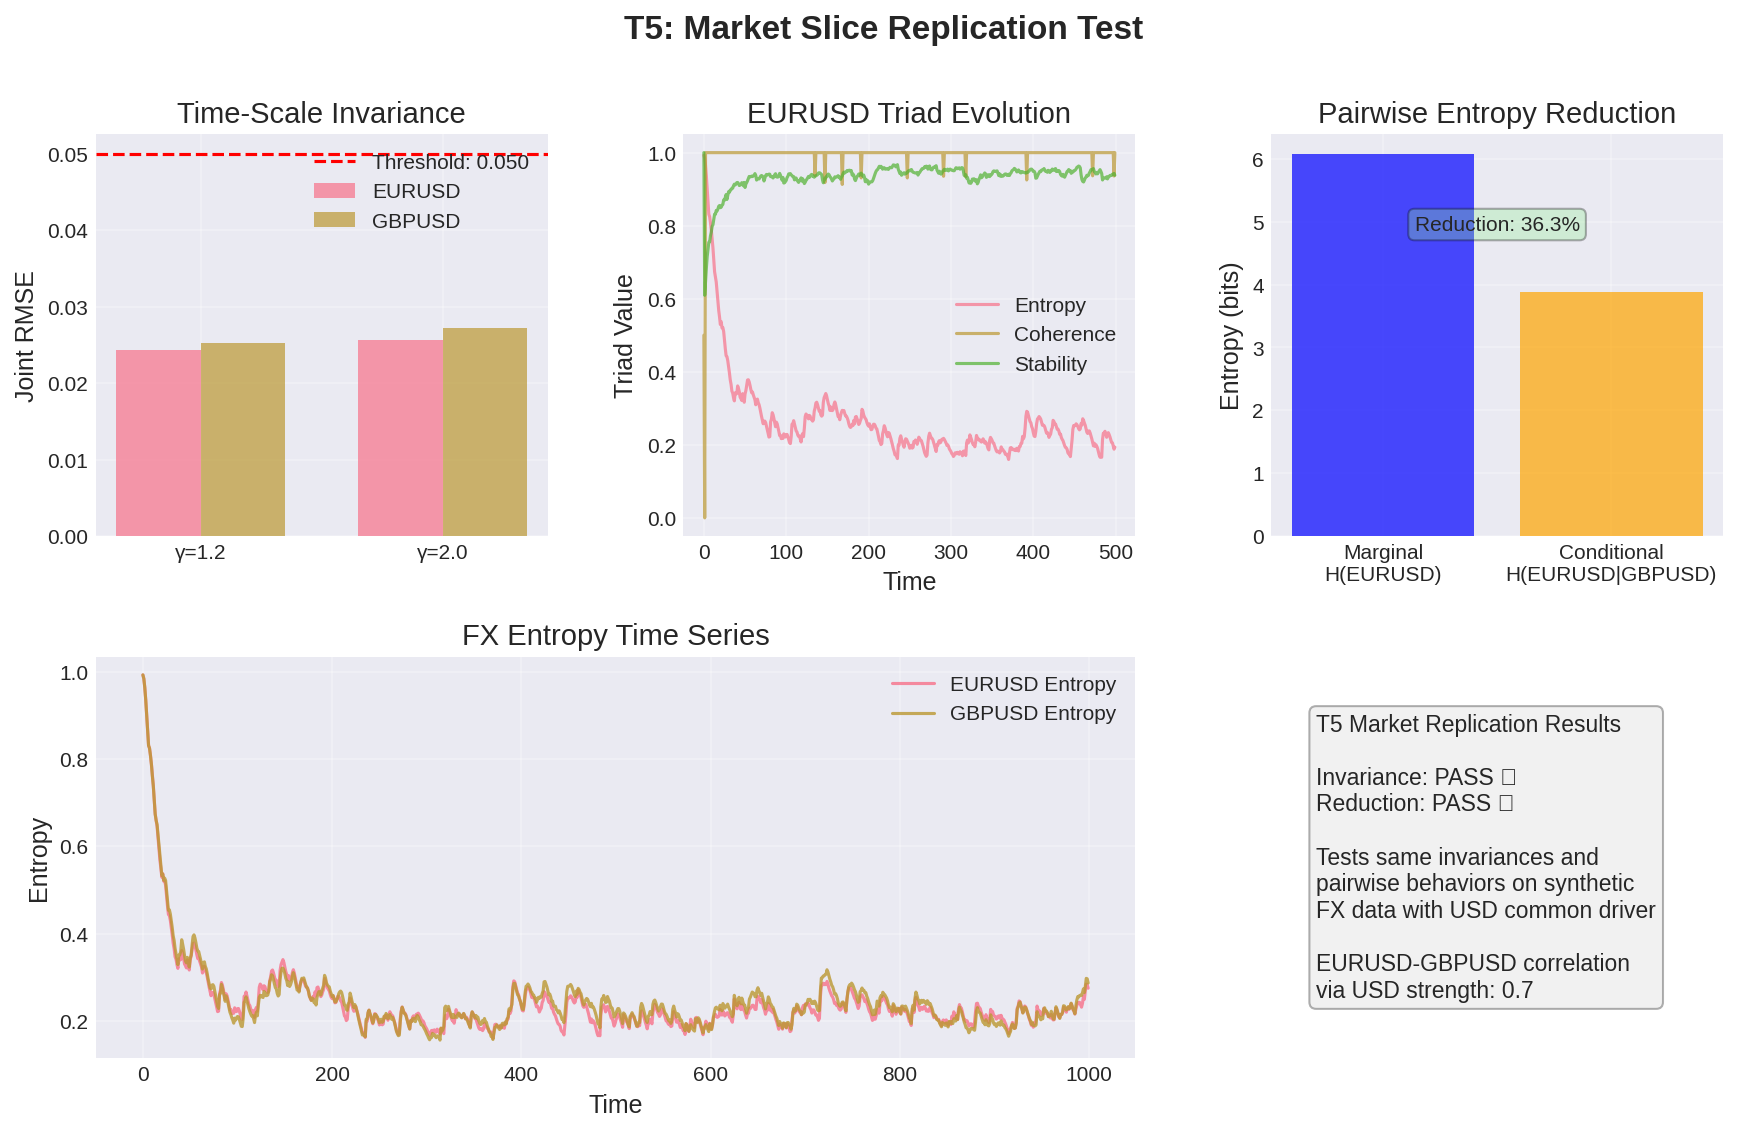 T5: Market Slice Replication Test
Time-Scale Invariance
Joint RMSE
0.05
0.04
0.03
0.02
0.01
0.00
Threshold: 0.050
EURUSD
GBPUSD
γ=1.2
γ=2.0
EURUSD Triad Evolution
Triad Value
1.0
0.8
0.6
0.4
0.2
0.0
Entropy
Coherence
Stability
0
100
200
300
400
500
Time
Pairwise Entropy Reduction
Entropy (bits)
6
5
4
3
2
1
0
Reduction: 36.3%
Marginal
H(EURUSD)
Conditional
H(EURUSD|GBPUSD)
FX Entropy Time Series
Entropy
1.0
0.8
0.6
0.4
0.2
EURUSD Entropy
GBPUSD Entropy
0
200
400
600
800
1000
Time
T5 Market Replication Results
Invariance: PASS □
Reduction: PASS □
Tests same invariances and
pairwise behaviors on synthetic
FX data with USD common driver
EURUSD-GBPUSD correlation
via USD strength: 0.7